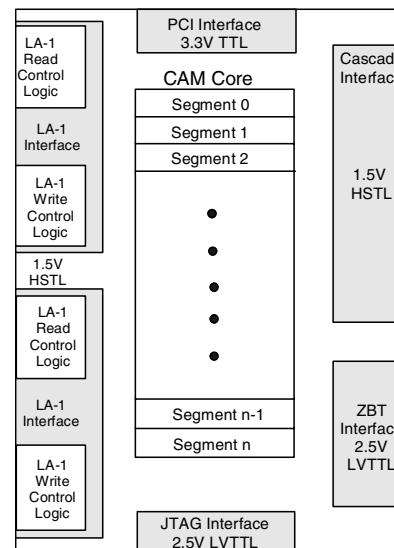 PCI Interface
3.3V TTL
LA-1
Read
Control
Logic
LA-1
Interface
LA-1
Write
Control
Logic
1.5V
HSTL
LA-1
Read
Control
Logic
LA-1
Interface
LA-1
Write
Control
Logic
CAM Core
Segment 0
Segment 1
Segment 2
Segment n-1
Segment n
Cascad
Interfac
1.5V
HSTL
ZBT
Interfac
2.5V
LVTTL
JTAG Interface
2.5V LVTTL